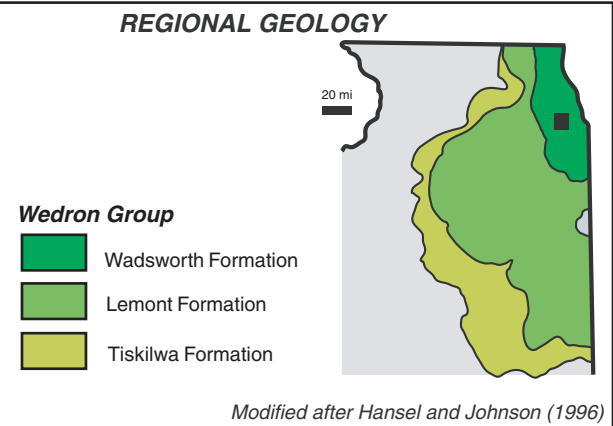 REGIONAL GEOLOGY
20 mi
Wedron Group
Wadsworth Formation
Lemont Formation
Tiskilwa Formation
Modified after Hansel and Johnson (1996)